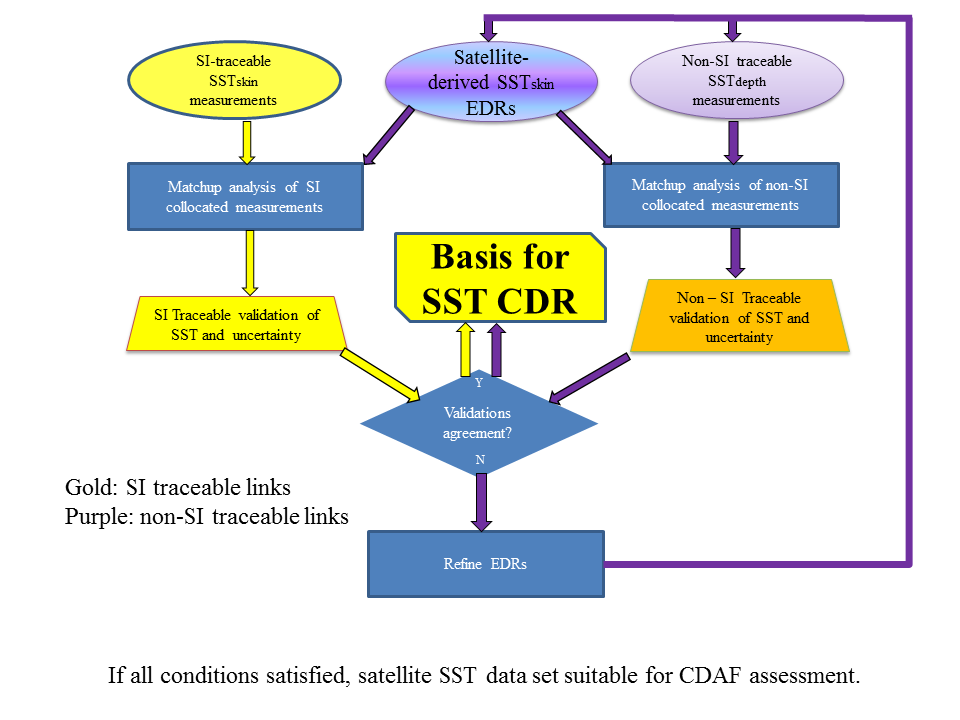 SI-traceable
SSTskin
measurements
Satellite-
derived SSTskin
EDRs
Non-SI traceable
SSTdepth
measurements
Matchup analysis of SI
collocated measurements
Matchup analysis of non-SI
collocated measurements
Basis for
SST CDR
SI Traceable validation of
SST and uncertainty
Non – SI Traceable
validation of SST and
uncertainty
Y
Validations
agreement?
N
Gold: SI traceable links
Purple: non-SI traceable links
Refine EDRs
If all conditions satisfied, satellite SST data set suitable for CDAF assessment.